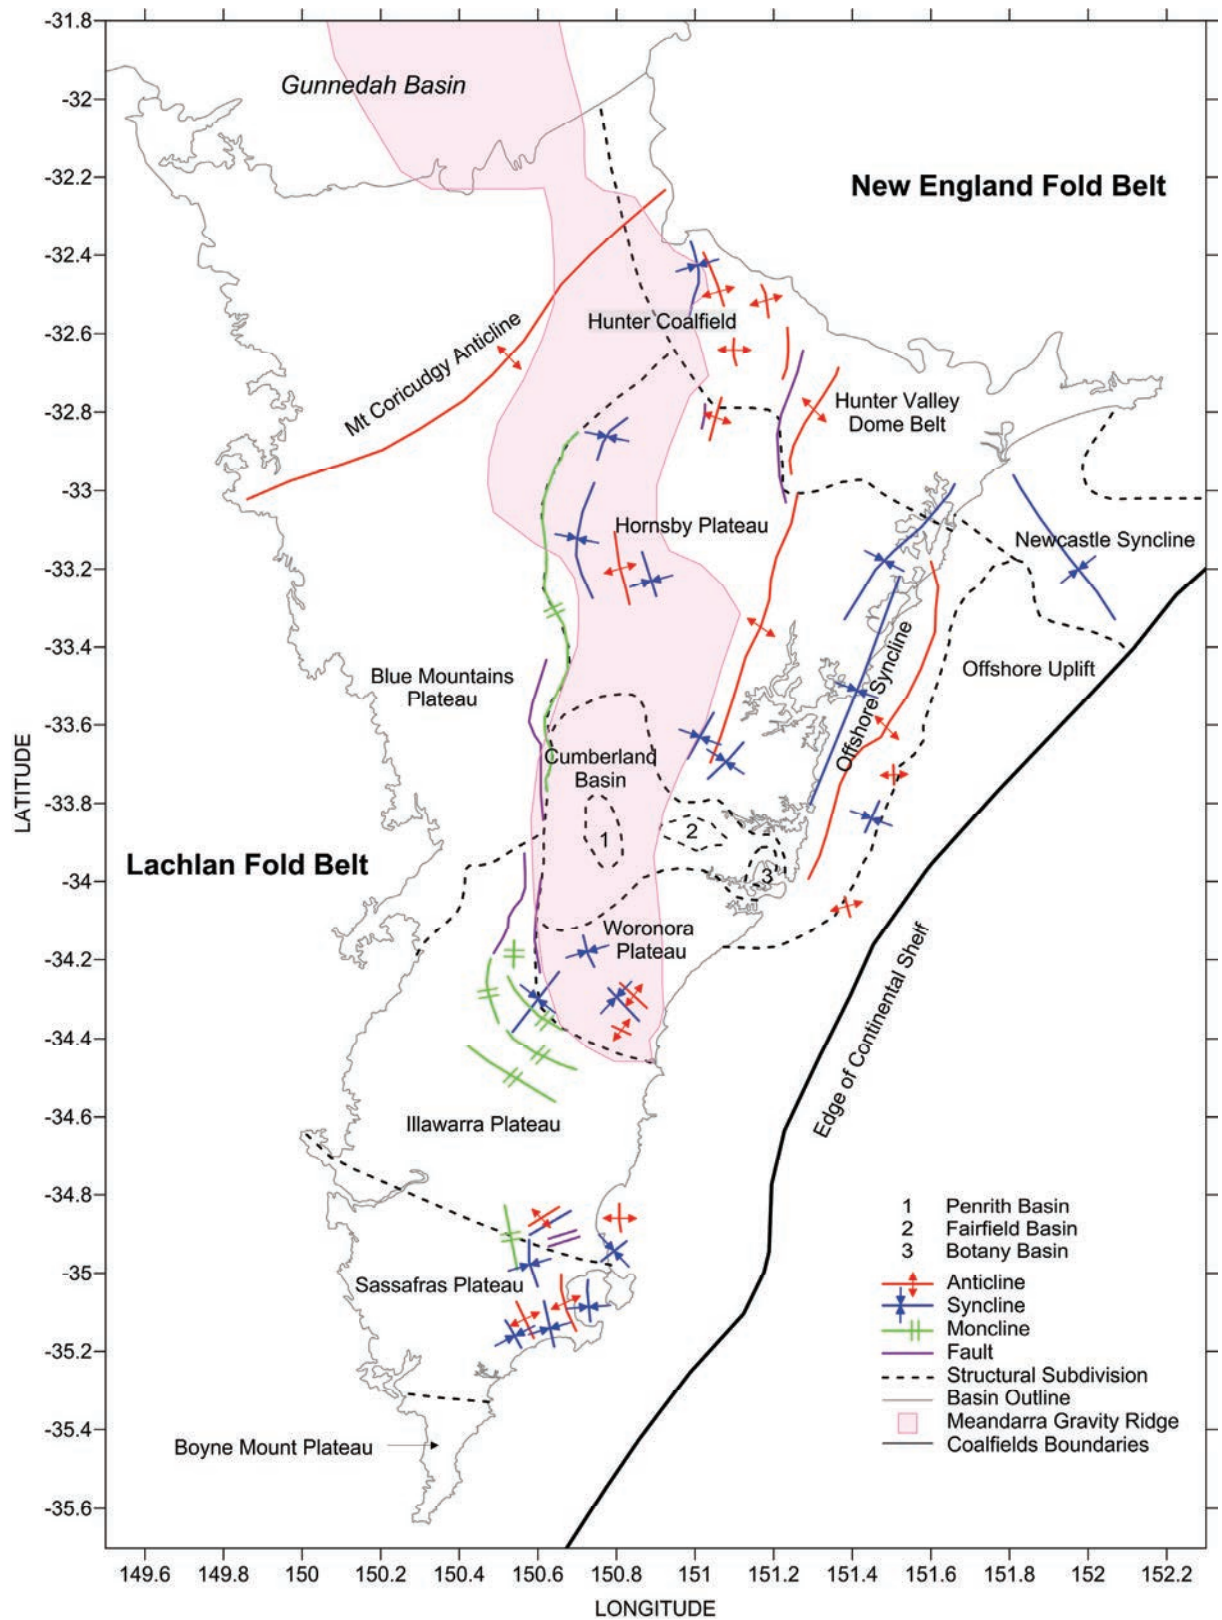 -31.8
-32
-32.2
-32.4
-32.6
-32.8
-33
-33.2
-33.4
-33.6
-33.8
-34
-34.2
-34.4
-34.6
-34.8
-35
-35.2
-35.4
-35.6
LATITUDE
Gunnedah Basin
New England Fold Belt
Mt Coricudgy Anticline
Hunter Coalfield
Hunter Valley
Dome Belt
Hornsby Plateau
Newcastle Syncline
Offshore Syncline
Offshore Uplift
Blue Mountains
Plateau
Cumberland
Basin
1
2
3
Lachlan Fold Belt
Woronora
Plateau
Edge of Continental Shelf
Illawarra Plateau
Sassafras Plateau
Boyne Mount Plateau
1 Penrith Basin
2 Fairfield Basin
3 Botany Basin
Anticline
Syncline
Moncline
Fault
Structural Subdivision
Basin Outline
Meandarra Gravity Ridge
Coalfields Boundaries
149.6 149.8 150 150.2 150.4 150.6 150.8 151 151.2 151.4 151.6 151.8 152 152.2
LONGITUDE